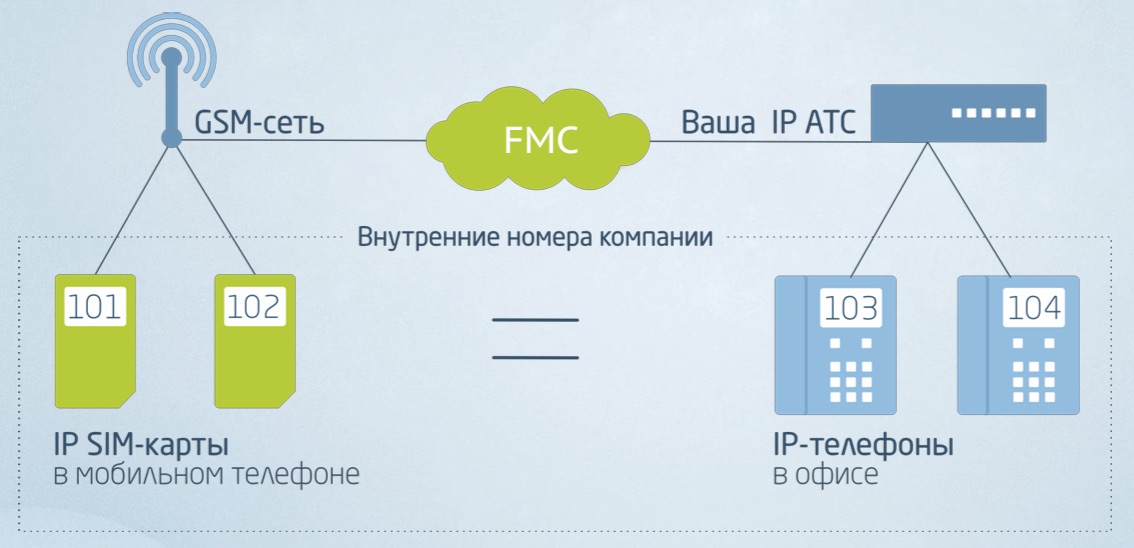 GSM-сеть
FMC
Ваша IP АТС
Внутренние номера компании
101
102
103
104
IP SIM-карты
в мобильном телефоне
IP-телефоны
в офисе